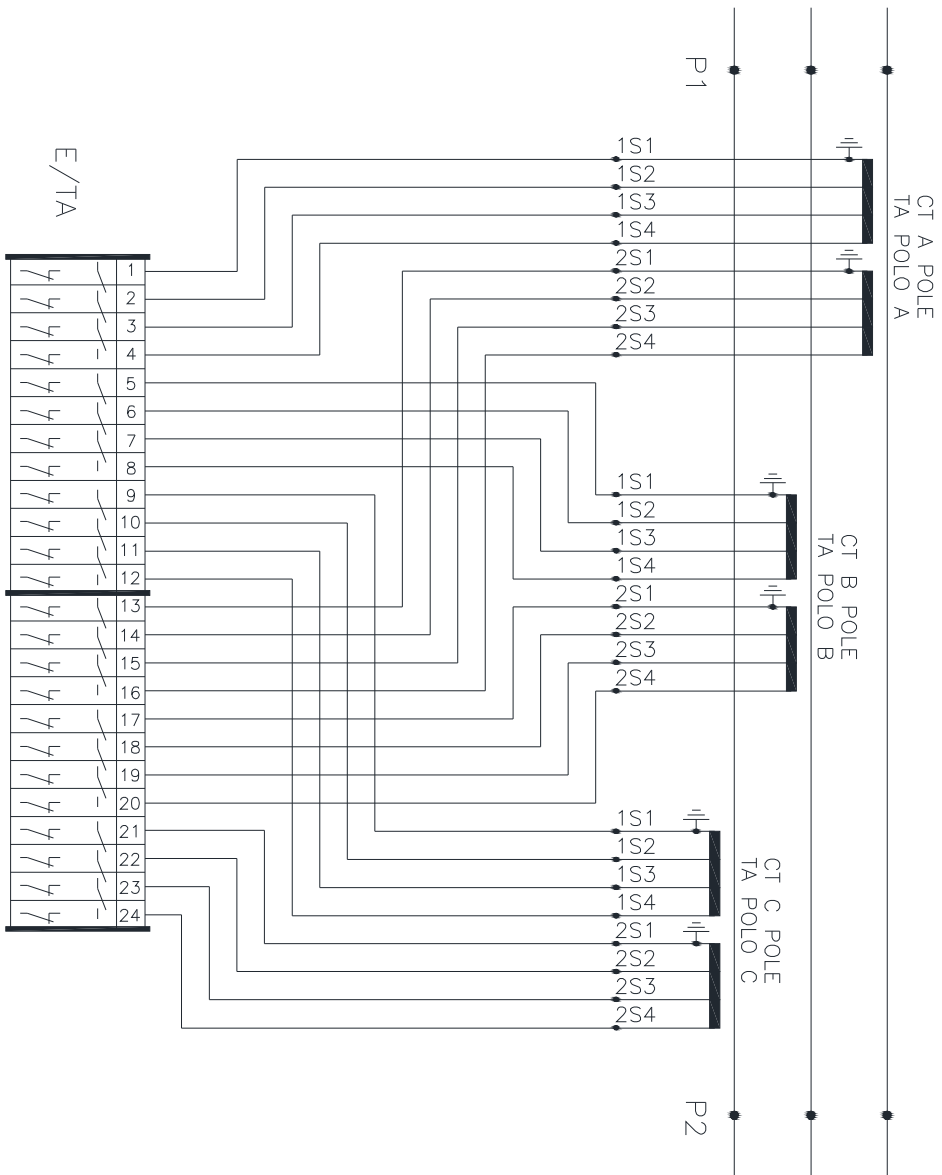 P1
E/TA
CT A POLE
TA POLO A
1S1
1S2
1S3
1S4
2S1
2S2
2S3
2S4
CT B POLE
TA POLO B
1S1
1S2
1S3
1S4
2S1
2S2
2S3
2S4
CT C POLE
TA POLO C
1S1
1S2
1S3
1S4
2S1
2S2
2S3
2S4
1
2
3
4
5
6
7
8
9
10
11
12
13
14
15
16
17
18
19
20
21
22
23
24
P2